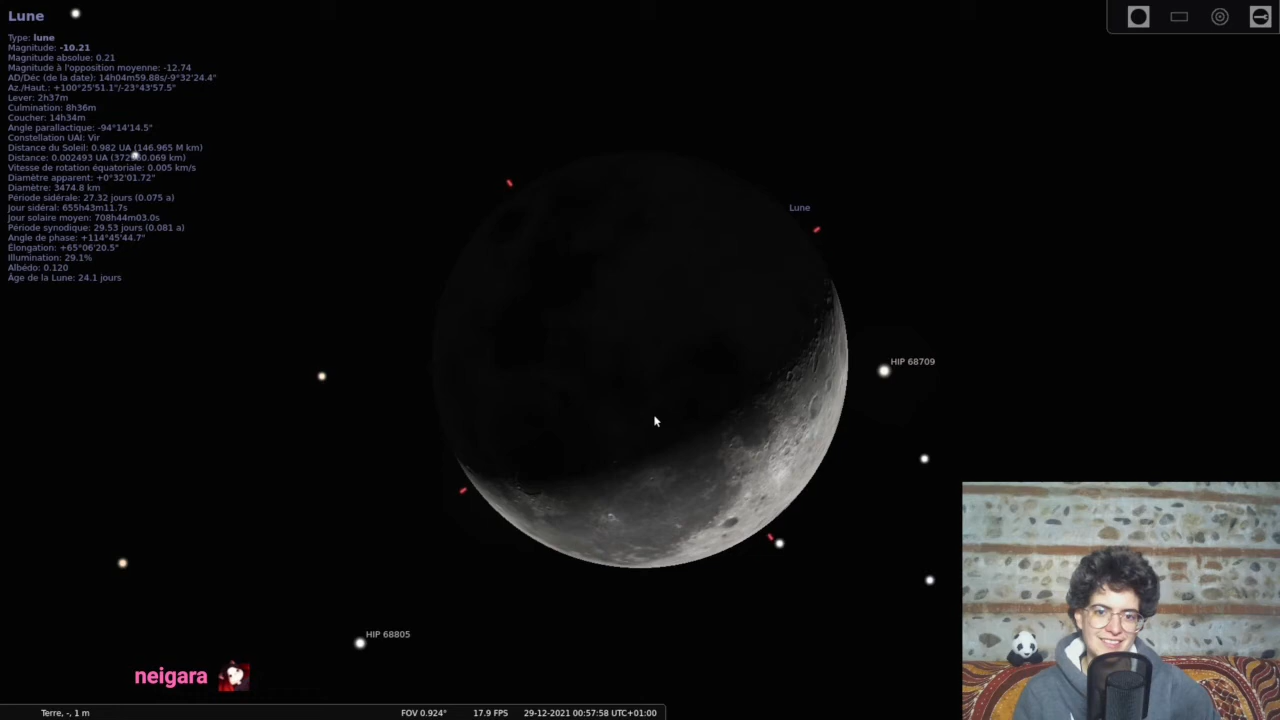 Lune
Type: lune
Magnitude: -10.21
Magnitude absolue: 0.21
Magnitude à l'opposition moyenne: -12.74
AD/Déc (de la date): 14h04m59.88s/-9°32'24.4"
Az./Haut.: +100°25'51.1"/-23°43'57.5"
Lever: 2h37m
Culmination: 8h36m
Coucher: 14h34m
Angle parallactique: -94°14'14.5"
Constellation UAI: Vir
Distance du Soleil: 0.982 UA (146.965 M km)
Distance: 0.002493 UA km)
Vitesse de rotation équatoriale: 0.005 km/s
Diamètre apparent: +0°32'01.72"
Diamètre: 3474.8 km
Période sidérale: 27.32 jours (0.075 a)
Jour sidéral: 655h43m11.7s
Jour solaire moyen: 708h44m03.0s
Période synodique: 29.53 jours (0.081 a)
Angle de phase: +114°45'44.7"
Élongation: +65°06'20.5"
Illumination: 29.1%
Albédo: 0.120
Âge de la Lune: 24.1 jours
Lune
HIP 68709
HIP 68805
neigara
Terre, -, 1 m
FOV 0.924°
17.9 FPS
29-12-2021 00:57:58 UTC+01:00